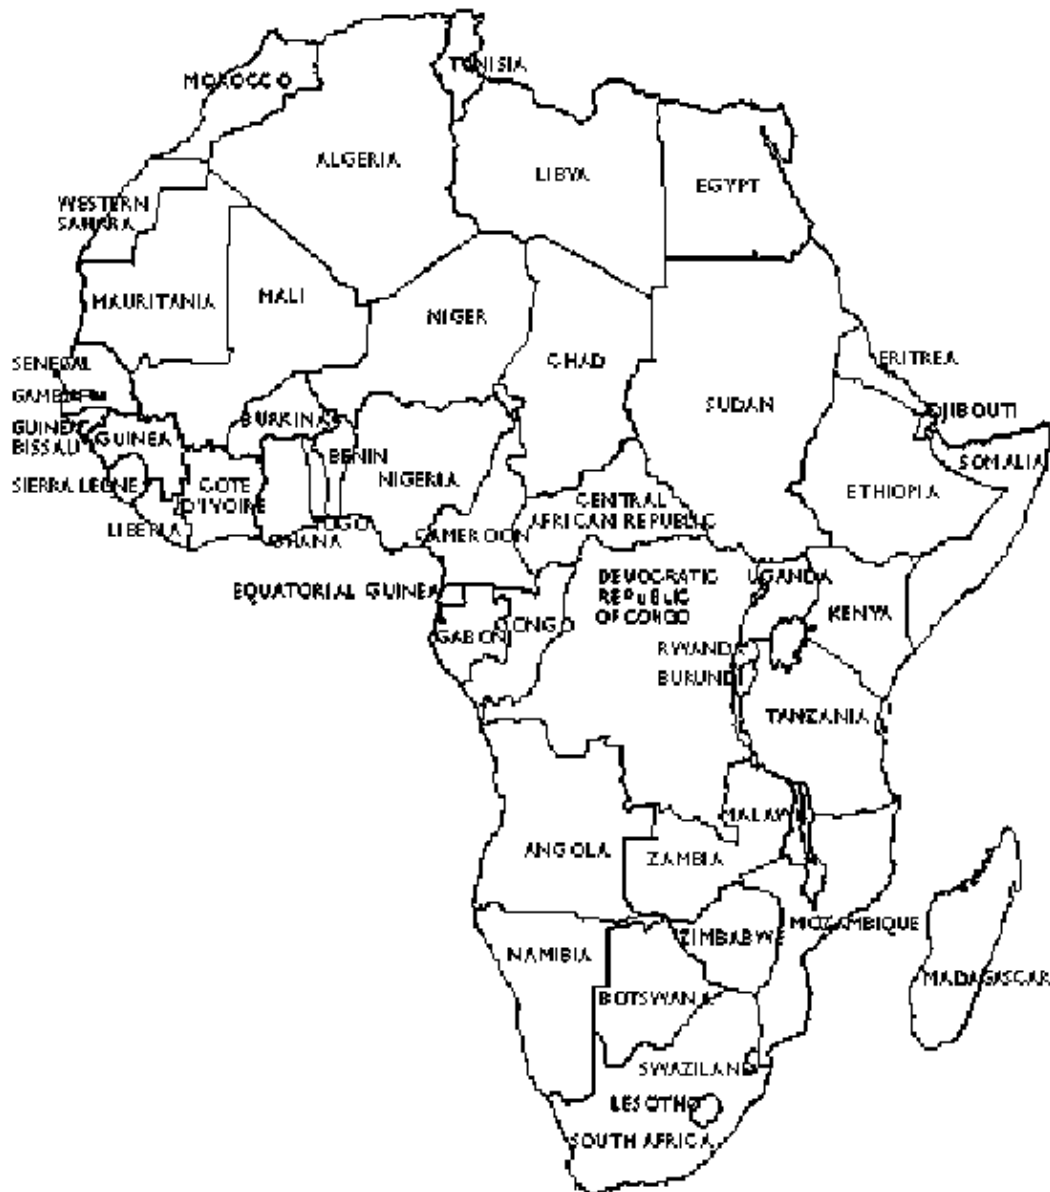 TUNISIA
MOROCCO
ALGERIA
LIBYA
EGYPT
WESTERN
SAHARA
MAURITANIA
MALI
NIGER
CHAD
SUDAN
ERITREA
SENEGAL
GAMBIA
DJIBOUTI
GUINEA
BISSAU
GUINEA
BURKINA
BENIN
NIGERIA
SOMALIA
ETHIOPIA
SIERRA LEONE
COTE
D'IVOIRE
LIBERIA
GHANA
TOGO
CAMEROON
CENTRAL
AFRICAN REPUBLIC
EQUATORIAL GUINEA
DEMOCRATIC
REPUBLIC
OF CONGO
UGANDA
KENYA
GABON
CONGO
RWANDA
BURUNDI
TANZANIA
MALAWI
ANGOLA
ZAMBIA
MOZAMBIQUE
ZIMBABWE
NAMIBIA
MADAGASCAR
BOTSWANA
SWAZILAND
LESOTHO
SOUTH AFRICA